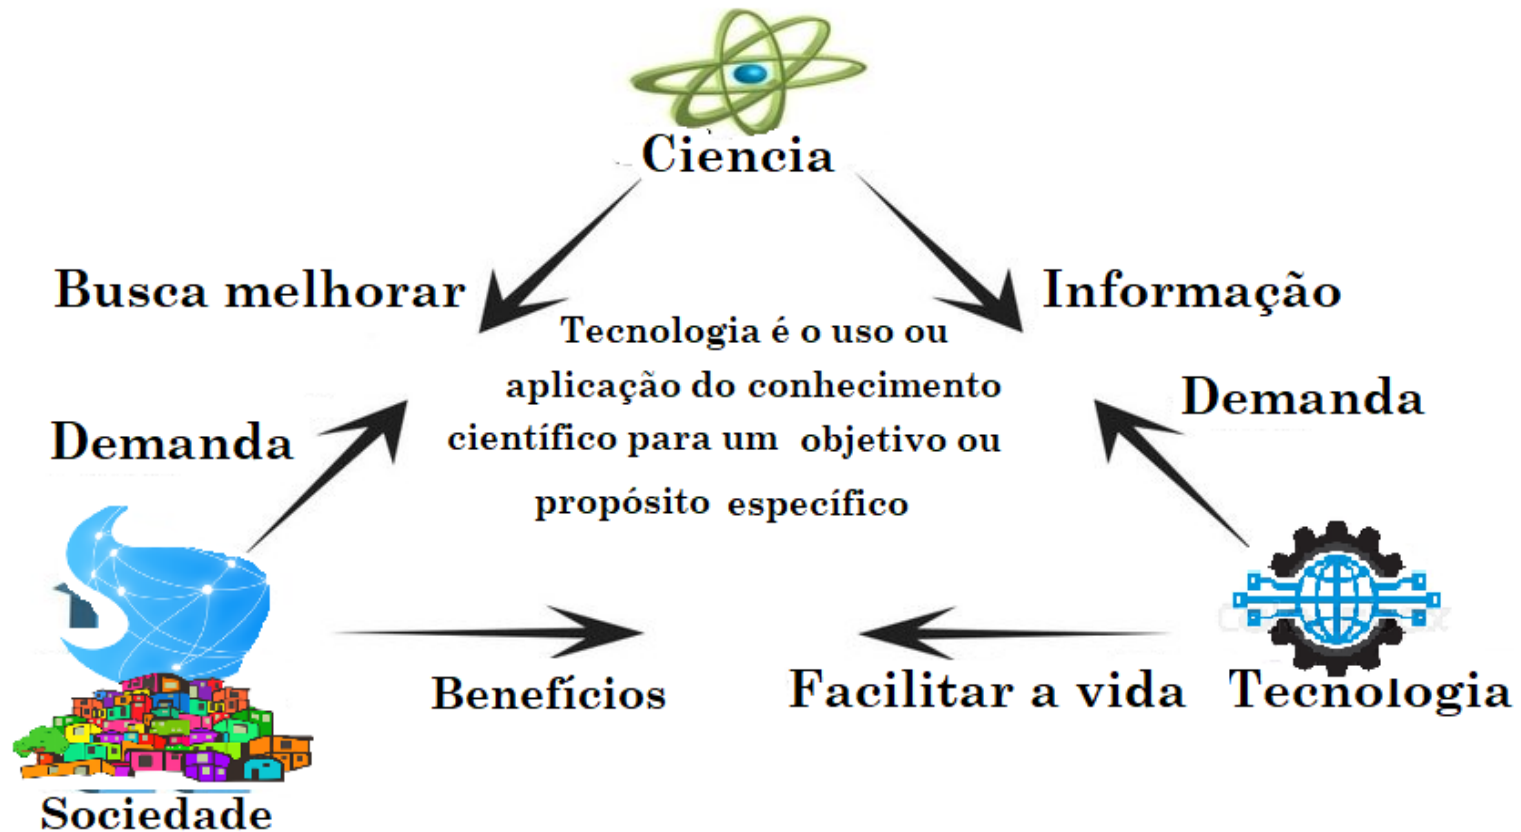 Ciencia
Busca melhorar
Informação
Tecnologia é o uso ou
aplicação do conhecimento
científico para um objetivo ou
propósito específico
Demanda
Demanda
Benefícios
Facilitar a vida
Tecnologia
Sociedade